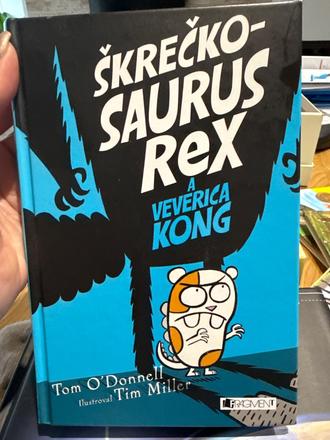 ŠKREČKO-
SAURUS
ReX
A
VEVERICA
KONG
Tom O'Donnell
Ilustroval Tim Miller
FRAGMENT